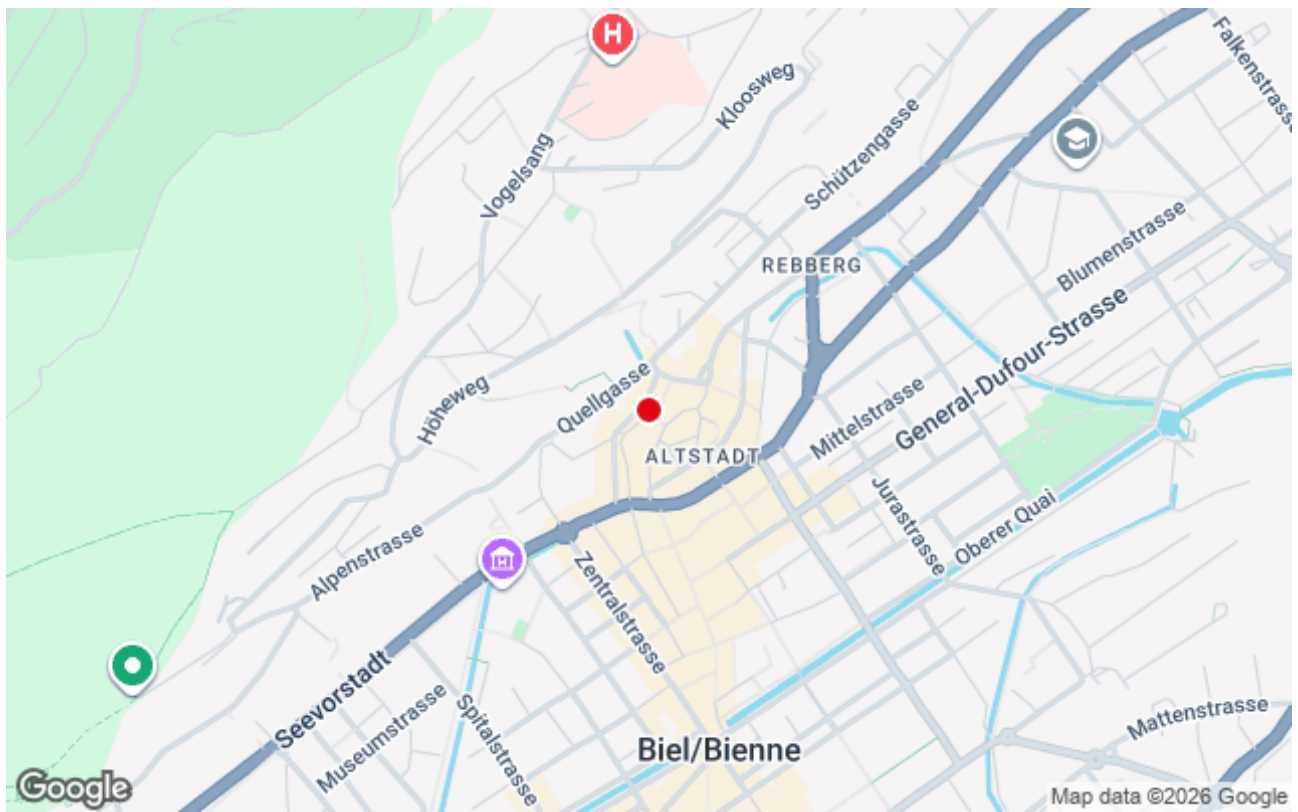 H
Falkenstrasse
Kloosweg
Vogelsang
Schützengasse
Blumenstrasse
REBBERG
General-Dufour-Strasse
Höheweg
Quellgasse
Mittelstrasse
ALTSTADT
Jurastrasse
Oberer Quai
Alpenstrasse
H
Zentralstrasse
Seevorstadt
Museumstrasse
Spitalstrasse
Mattenstrasse
Biel/Bienne
Google
Map data ©2026 Google